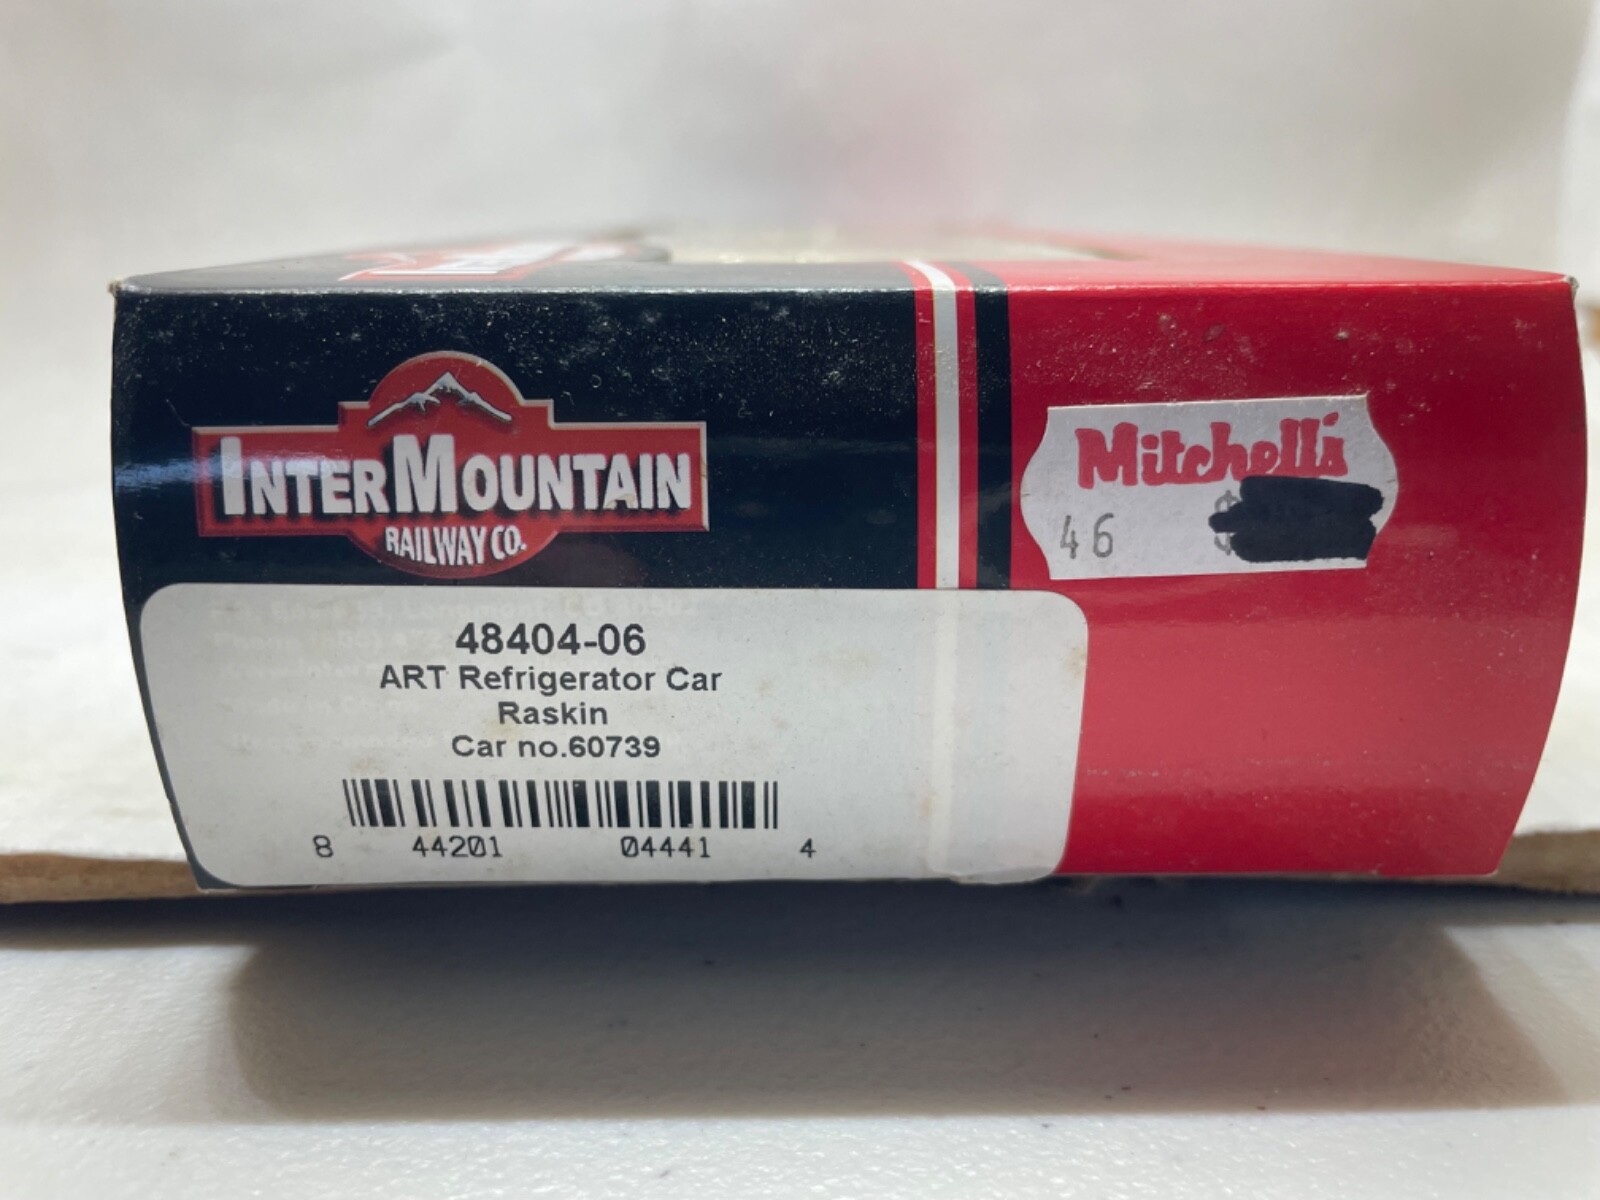 INTERMOUNTAIN
RAILWAY CO.
Mitchell's
46 $
48404-06
ART Refrigerator Car
Raskin
Car no.60739
8 44201 04441 4